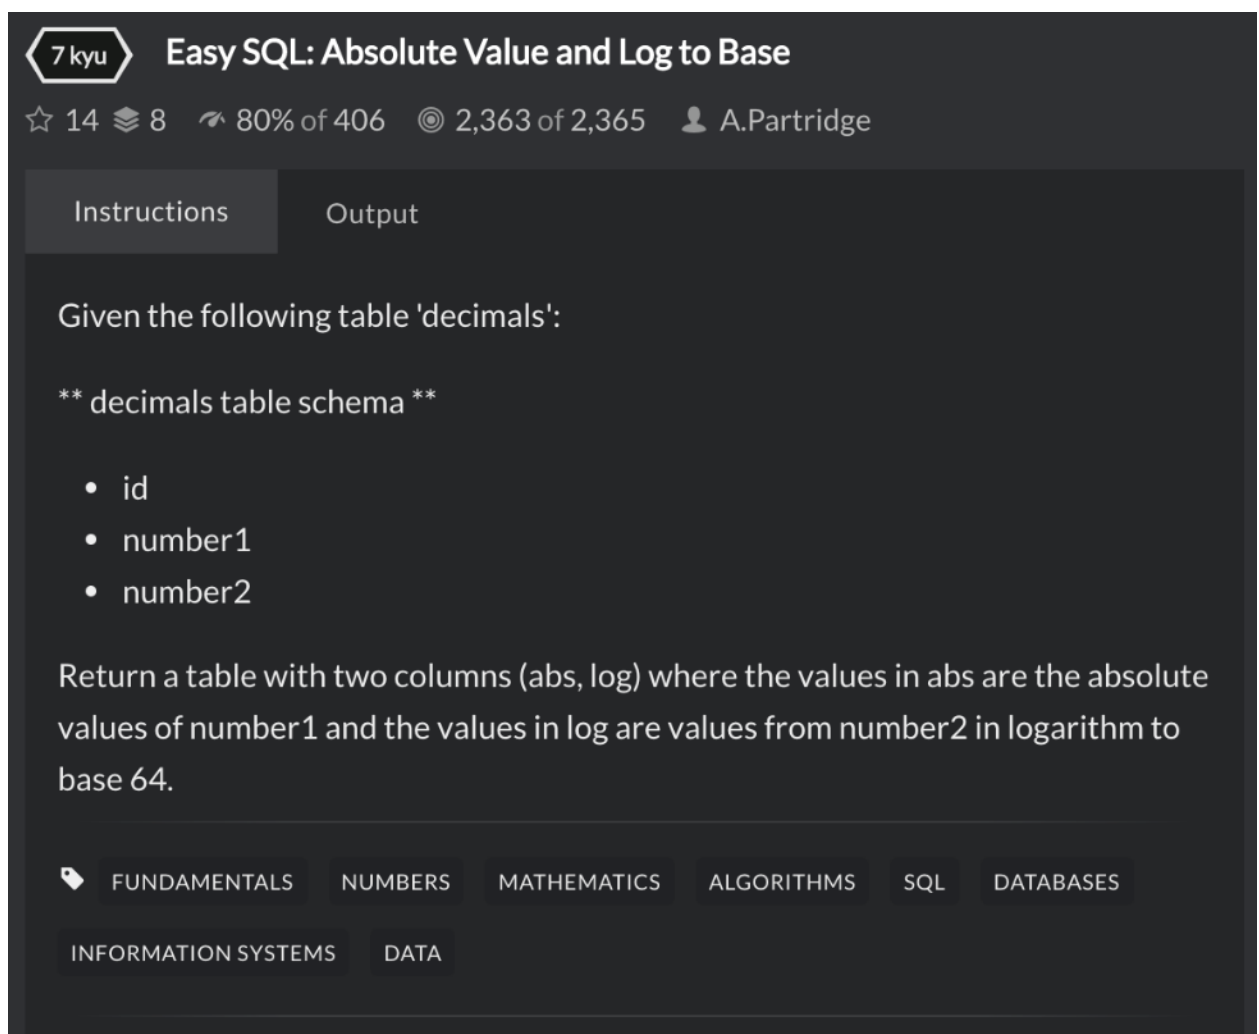 7 kyu Easy SQL: Absolute Value and Log to Base
14 8 80% of 406 2,363 of 2,365 A.Partridge
Instructions Output
Given the following table 'decimals':
** decimals table schema **
• id
• number1
• number2
Return a table with two columns (abs, log) where the values in abs are the absolute
values of number1 and the values in log are values from number2 in logarithm to
base 64.
FUNDAMENTALS NUMBERS MATHEMATICS ALGORITHMS SQL DATABASES
INFORMATION SYSTEMS DATA